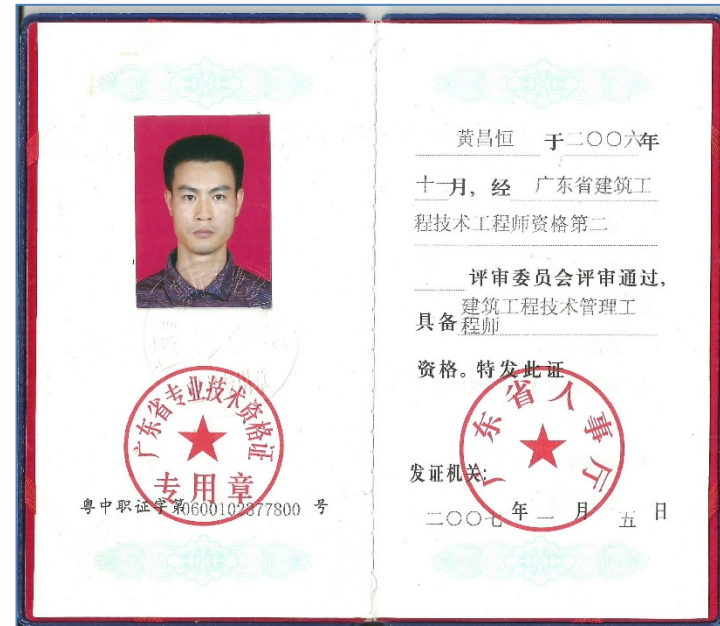 广东省专业技术资格证
专用章
粤中职证字第0600102877800 号
黄昌恒 于二〇〇六年
十一月，经 广东省建筑工
程技术工程师资格第二
评审委员会评审通过，
具备建筑工程技术管理工
程师
资格。特发此证
广东省人事厅
发证机关：
二〇〇七年一月五日